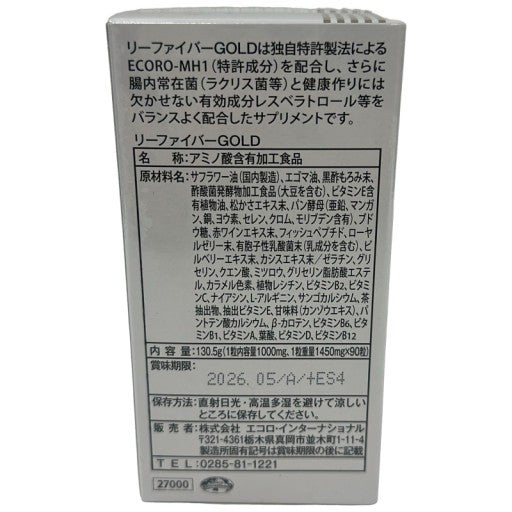 リーファイバーGOLDは独自特許製法による
ECORO-MH1(特許成分)を配合し、さらに
腸内常在菌(ラクリス菌等)と健康作りには
欠かせない有効成分レスベラトロール等を
バランスよく配合したサプリメントです。
リーファイバーGOLD
名 称:アミノ酸含有加工食品
原材料名:サフラワー油(国内製造)、エゴマ油、黒酢もろみ末、
酢酸菌発酵物加工食品(大豆を含む)、ビタミンE含
有植物油、松かさエキス末、パン酵母(亜鉛、マンガ
ン、銅、ヨウ素、セレン、クロム、モリブデン含有)、ブド
ウ糖、赤ワインエキス末、フィッシュペプチド、ローヤ
ルゼリー末、有胞子性乳酸菌末(乳成分を含む)、ビ
ルベリーエキス末、カシスエキス末/ゼラチン、グリ
セリン、クエン酸、ミツロウ、グリセリン脂肪酸エステ
ル、カラメル色素、植物レシチン、ビタミンB2、ビタ
ミンC、ナイアシン、L-アルギニン、サンゴカルシウム、茶
抽出物、抽出ビタミンE、甘味料(カンゾウエキス)、パ
ントテン酸カルシウム、β-カロテン、ビタミンB6、ビタ
ミンB1、ビタミンA、葉酸、ビタミンD、ビタミンB12
内 容 量:130.5g(1粒内容量1000mg、1粒重量1450mg×90粒)
賞味期限:
2026.05/A/+ES4
保存方法:直射日光・高温多湿を避けて涼しい
ところに保管してください。
販 売 者:株式会社 エコロ・インターナショナル
〒321-4361栃木県真岡市並木町1-11-4
製造所固有記号は賞味期限の後に記載
TEL:0285-81-1221
27000